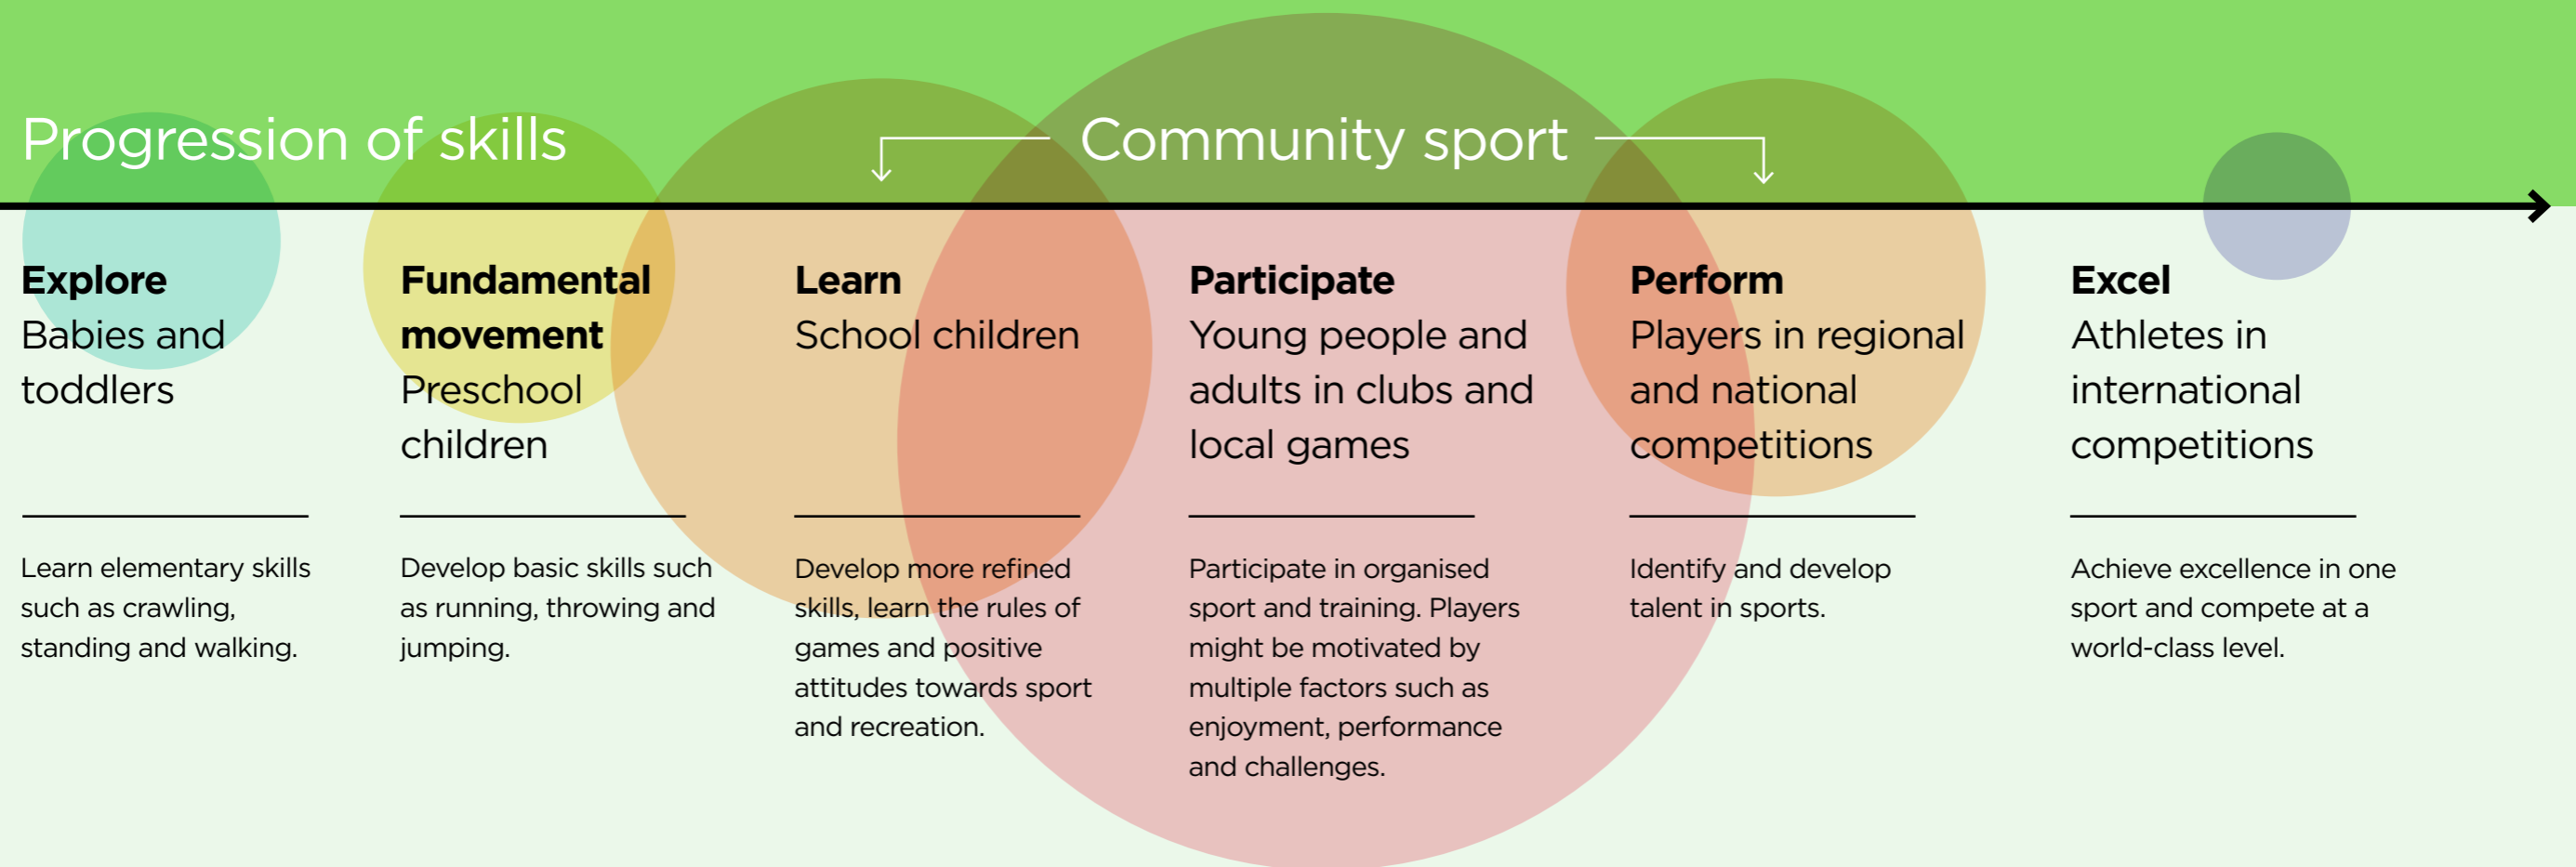 Progression of skills
Community sport
Explore
Babies and
toddlers
Learn elementary skills
such as crawling,
standing and walking.
Fundamental
movement
Preschool
children
Develop basic skills such
as running, throwing and
jumping.
Learn
School children
Develop more refined
skills, learn the rules of
games and positive
attitudes towards sport
and recreation.
Participate
Young people and
adults in clubs and
local games
Participate in organised
sport and training. Players
might be motivated by
multiple factors such as
enjoyment, performance
and challenges.
Perform
Players in regional
and national
competitions
Identify and develop
talent in sports.
Excel
Athletes in
international
competitions
Achieve excellence in one
sport and compete at a
world-class level.